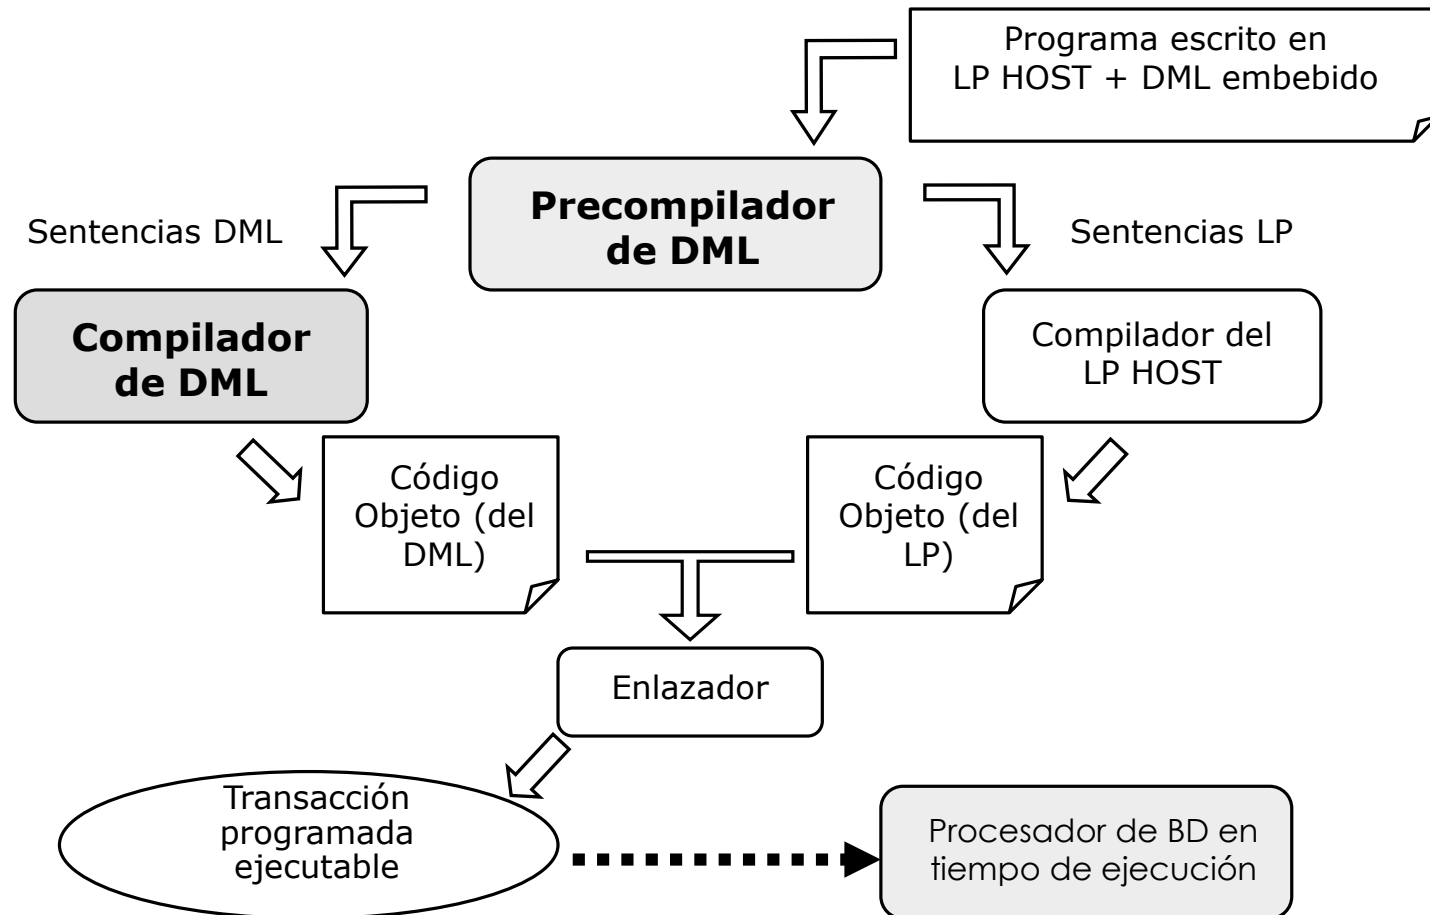 Programa escrito en
LP HOST + DML embebido
Precompilador
de DML
Sentencias DML
Sentencias LP
Compilador
de DML
Compilador del
LP HOST
Código
Objeto (del
DML)
Código
Objeto (del
LP)
Enlazador
Transacción
programada
ejecutable
Procesador de BD en
tiempo de ejecución